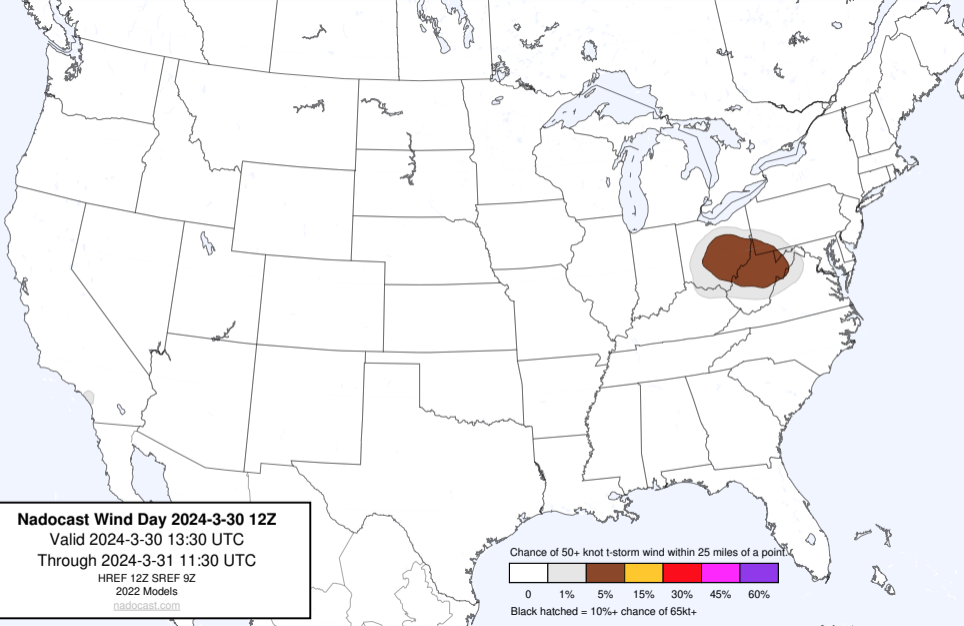 Nadocast Wind Day 2024-3-30 12Z
Valid 2024-3-30 13:30 UTC
Through 2024-3-31 11:30 UTC
HREF 12Z SREF 9Z
2022 Models
nadocast.com
Chance of 50+ knot t-storm wind within 25 miles of a point.
0 1% 5% 15% 30% 45% 60%
Black hatched = 10%+ chance of 65kt+